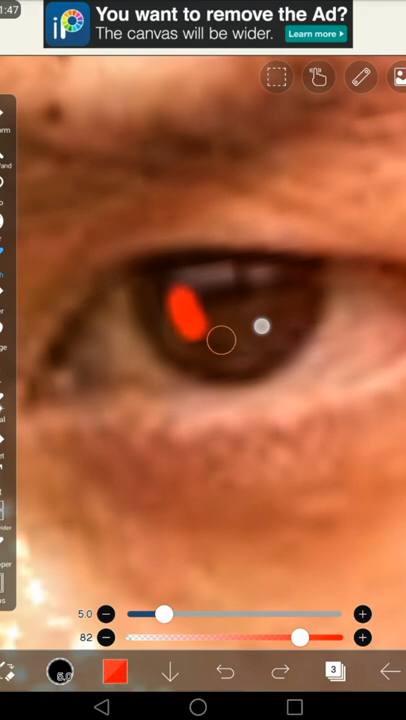 1:47
iP
You want to remove the Ad?
The canvas will be wider.
Learn more ▸
5.0
82
5.0
3